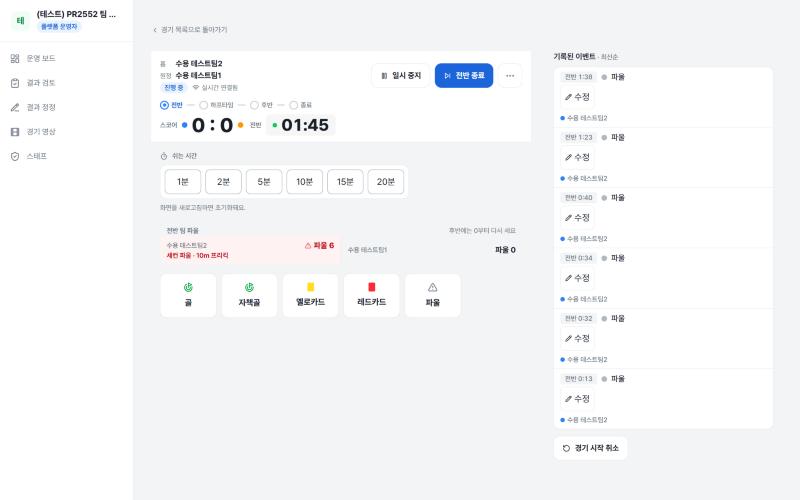 테
(테스트) PR2552 팀 ...
플랫폼 운영자
운영 보드
결과 검토
결과 정정
경기 영상
스태프
경기 목록으로 돌아가기
홈 수용 테스트팀2
원정 수용 테스트팀1
진행 중 실시간 연결됨
일시 중지
전반 종료
전반 하프타임 후반 종료
스코어 0 : 0 전반 01:45
쉬는 시간
1분 2분 5분 10분 15분 20분
화면을 새로고침하면 초기화돼요.
전반 팀 파울 후반에는 0부터 다시 세요
수용 테스트팀2 파울 6
세컨 파울 · 10m 프리킥
수용 테스트팀1 파울 0
골 자책골 옐로카드 레드카드 파울
기록된 이벤트 · 최신순
전반 1:38 파울
수정
수용 테스트팀2
전반 1:23 파울
수정
수용 테스트팀2
전반 0:40 파울
수정
수용 테스트팀2
전반 0:34 파울
수정
수용 테스트팀2
전반 0:32 파울
수정
수용 테스트팀2
전반 0:13 파울
수정
수용 테스트팀2
경기 시작 취소